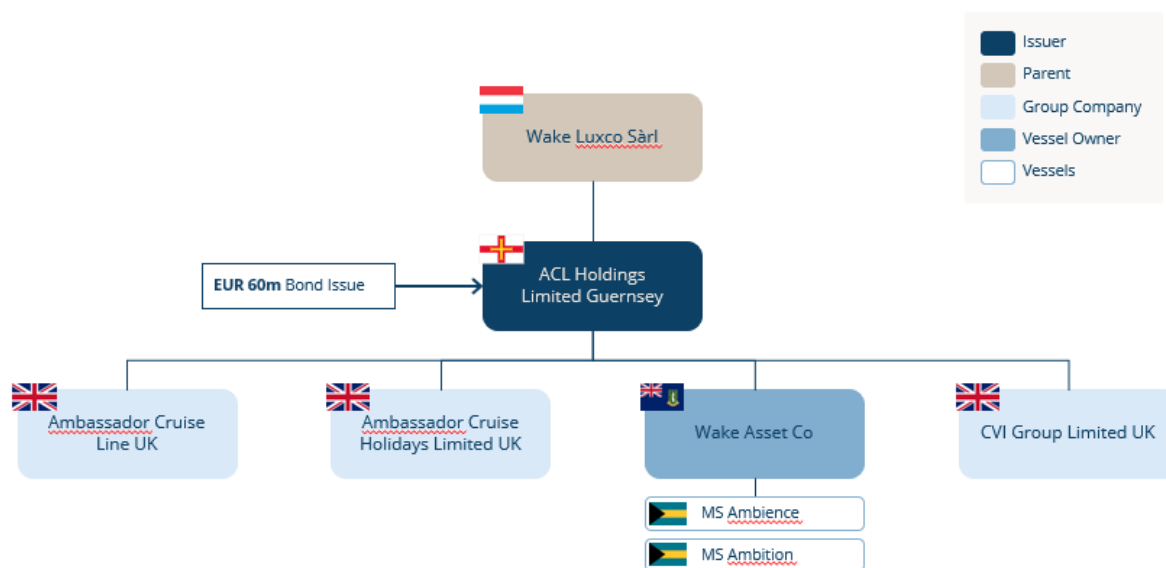 Issuer
Parent
Group Company
Vessel Owner
Vessels
Wake Luxco Sàrl
ACL Holdings
Limited Guernsey
EUR 60m Bond Issue
Ambassador Cruise
Line UK
Ambassador Cruise
Holidays Limited UK
Wake Asset Co
CVI Group Limited UK
MS Ambience
MS Ambition